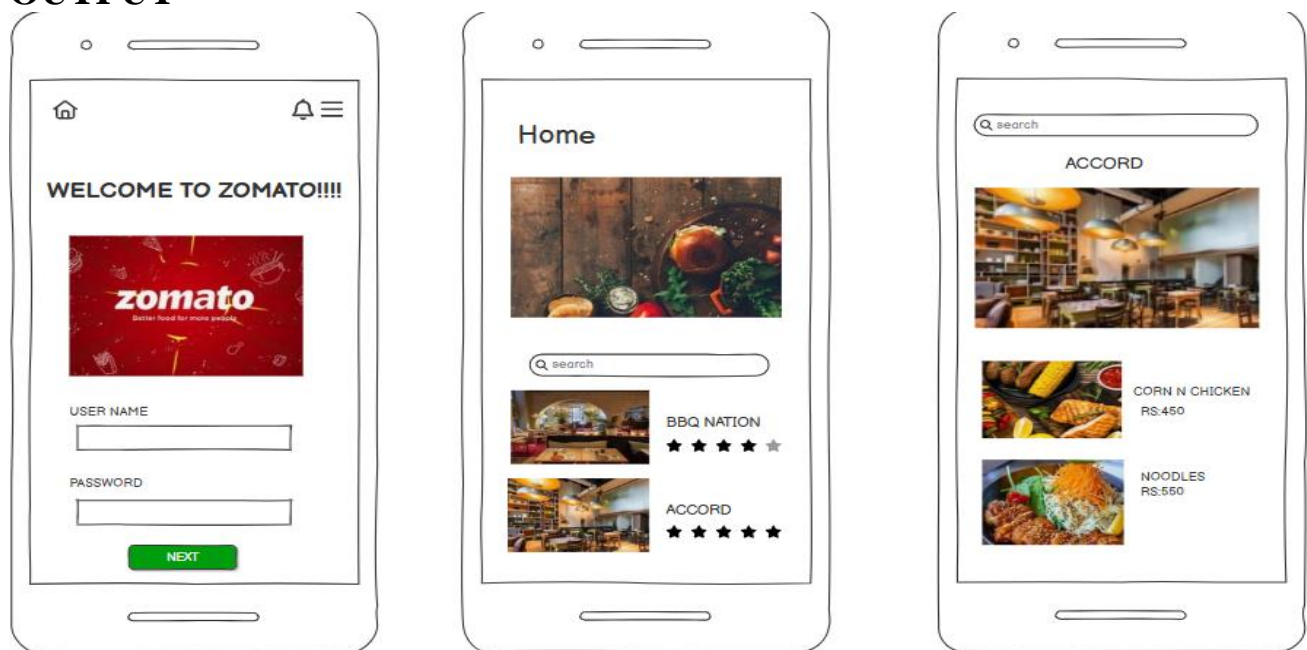 OUTPUT
WELCOME TO ZOMATO!!!!
zomato
Better food for more people
USER NAME
PASSWORD
NEXT
Home
search
BBQ NATION
ACCORD
search
ACCORD
CORN N CHICKEN
RS:450
NOODLES
RS:550